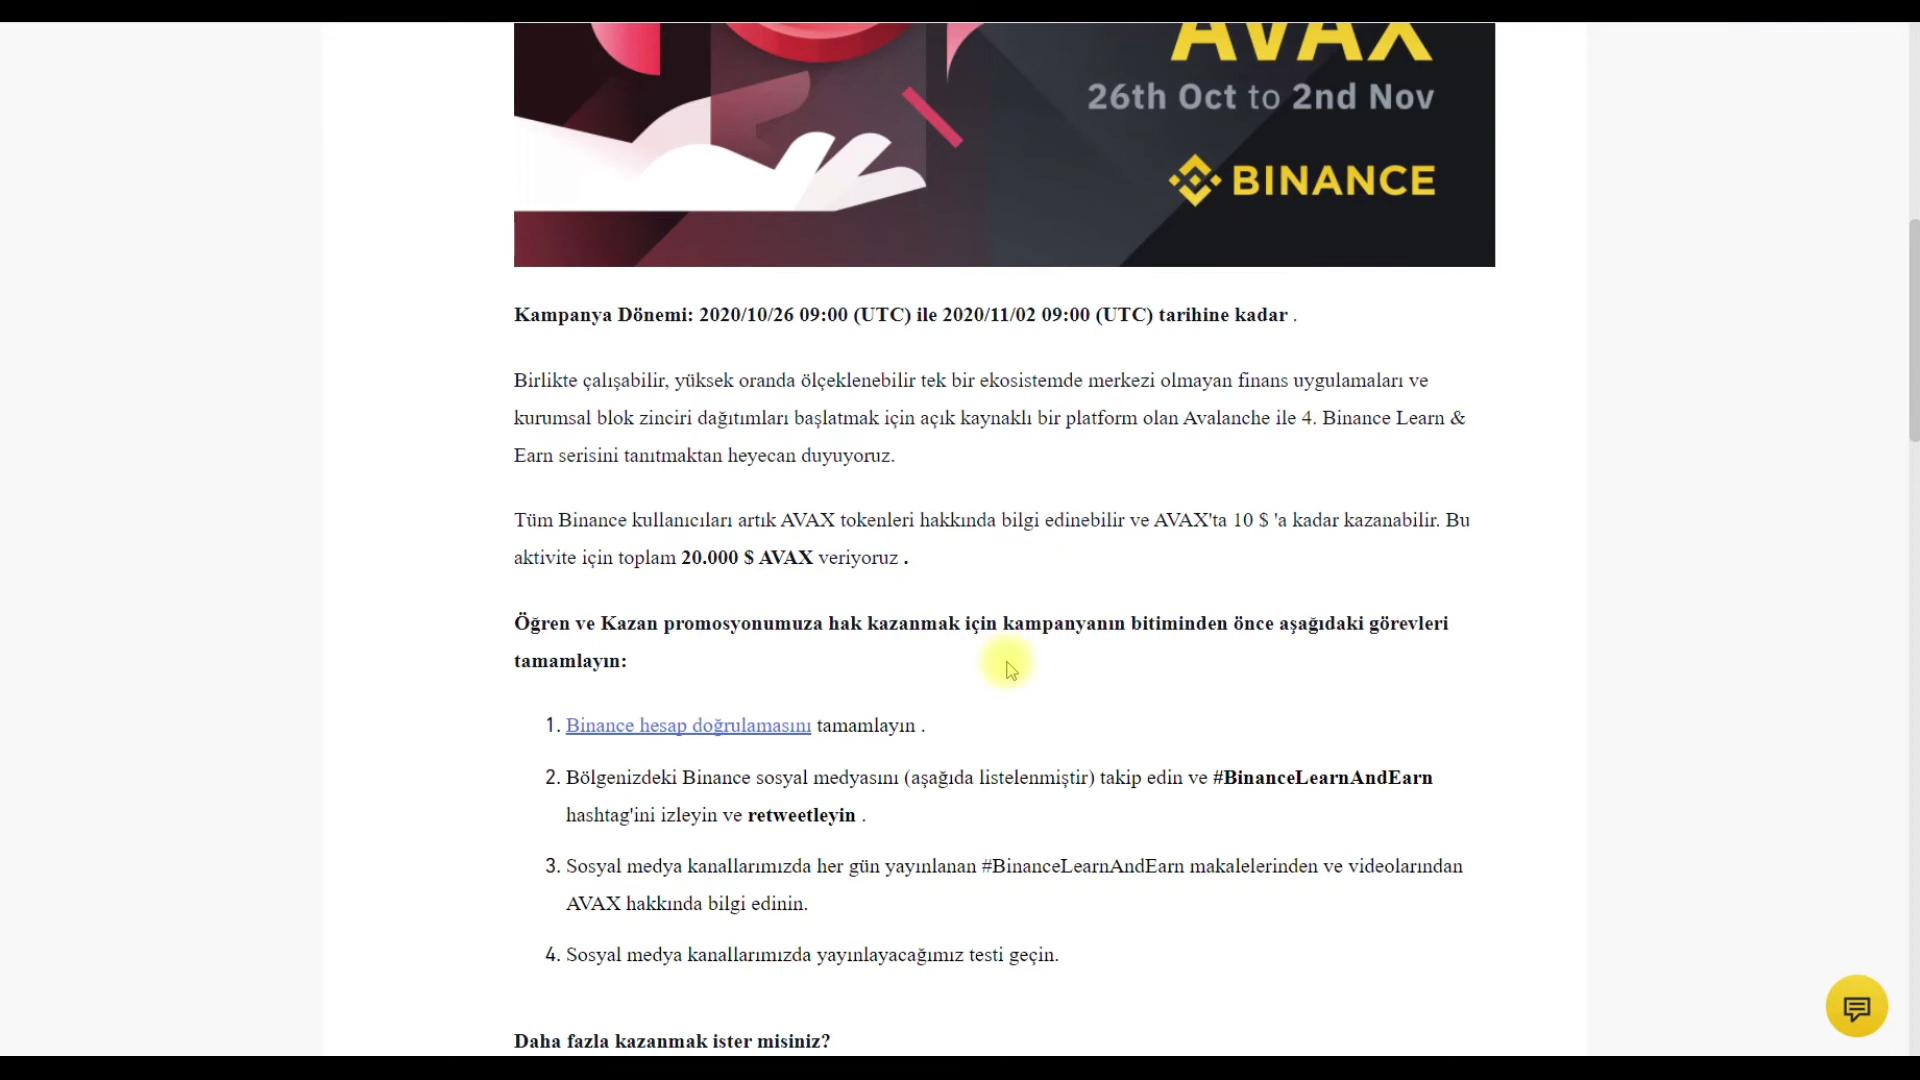 AVAX
26th Oct to 2nd Nov
BINANCE
Kampanya Dönemi: 2020/10/26 09:00 (UTC) ile 2020/11/02 09:00 (UTC) tarihine kadar .
Birlikte çalışabilir, yüksek oranda ölçeklenebilir tek bir ekosistemde merkezi olmayan finans uygulamaları ve
kurumsal blok zinciri dağıtımları başlatmak için açık kaynaklı bir platform olan Avalanche ile 4. Binance Learn &
Earn serisini tanıtmaktan heyecan duyuyoruz.
Tüm Binance kullanıcıları artık AVAX tokenleri hakkında bilgi edinebilir ve AVAX'ta 10 $ 'a kadar kazanabilir. Bu
aktivite için toplam 20.000 $ AVAX veriyoruz .
Öğren ve Kazan promosyonumuza hak kazanmak için kampanyanın bitiminden önce aşağıdaki görevleri
tamamlayın:
1. Binance hesap doğrulamasını tamamlayın .
2. Bölgenizdeki Binance sosyal medyasını (aşağıda listelenmiştir) takip edin ve #BinanceLearnAndEarn
hashtag'ini izleyin ve retweetleyin .
3. Sosyal medya kanallarımızda her gün yayınlanan #BinanceLearnAndEarn makalelerinden ve videolarından
AVAX hakkında bilgi edinin.
4. Sosyal medya kanallarımızda yayınlayacağımız testi geçin.
Daha fazla kazanmak ister misiniz?